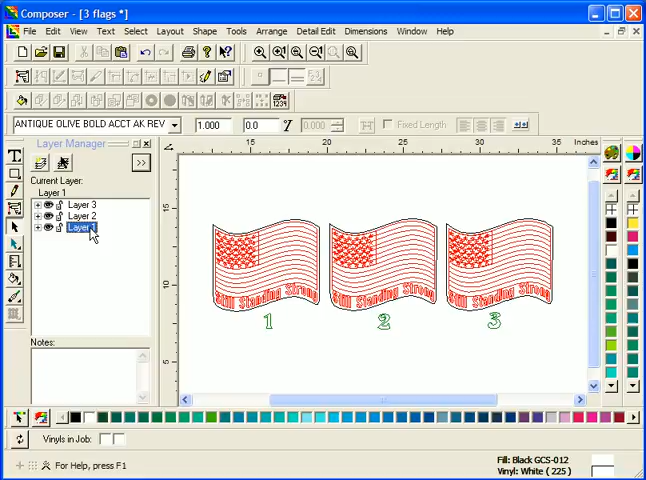 Composer - [3 flags *]
File Edit View Text Select Layout Shape Tools Arrange Detail Edit Dimensions Window Help
ANTIQUE OLIVE BOLD ACCT AK REV 1.000 0.0 0.000 Fixed Length
Layer Manager
15 20 25 30 35 Inches
Current Layer:
Layer 1
Layer 3
Layer 2
Layer 1
15
10
5
Still Standing Strong
Still Standing Strong
Still Standing Strong
1 2 3
Notes:
Vinyls in Job:
For Help, press F1
Fill: Black GCS-012
Vinyl: White ( 225 )